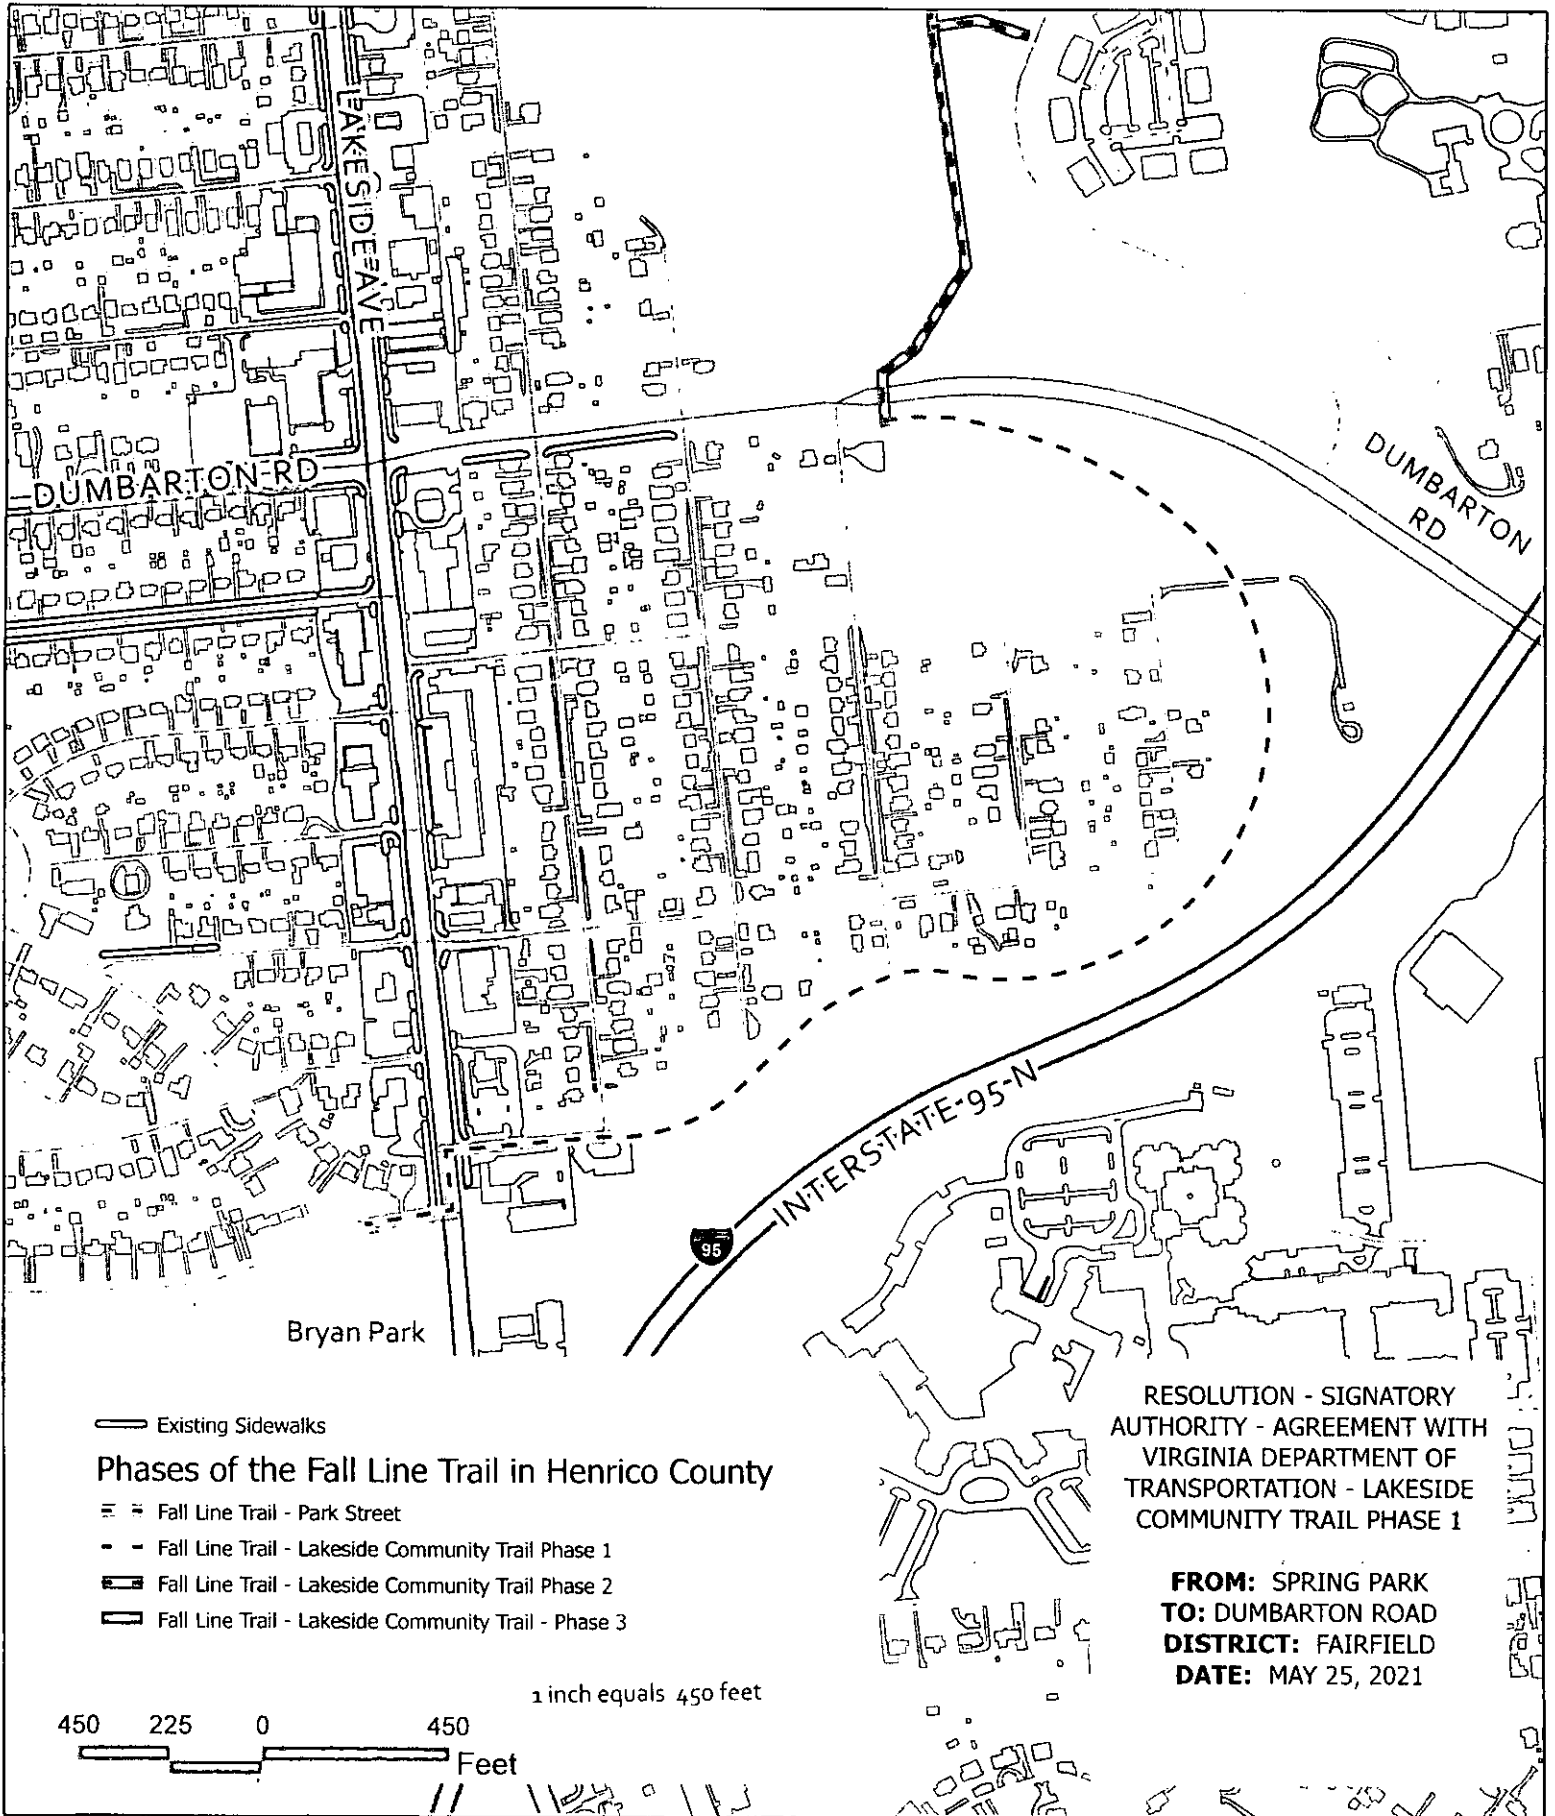 LAKESIDE AVE
DUMBARTON RD
DUMBARTON
RD
INTERSTATE 95 N
95
Bryan Park
Existing Sidewalks
Phases of the Fall Line Trail in Henrico County
Fall Line Trail - Park Street
Fall Line Trail - Lakeside Community Trail Phase 1
Fall Line Trail - Lakeside Community Trail Phase 2
Fall Line Trail - Lakeside Community Trail - Phase 3
1 inch equals 450 feet
450 225 0 450
Feet
RESOLUTION - SIGNATORY
AUTHORITY - AGREEMENT WITH
VIRGINIA DEPARTMENT OF
TRANSPORTATION - LAKESIDE
COMMUNITY TRAIL PHASE 1
FROM: SPRING PARK
TO: DUMBARTON ROAD
DISTRICT: FAIRFIELD
DATE: MAY 25, 2021